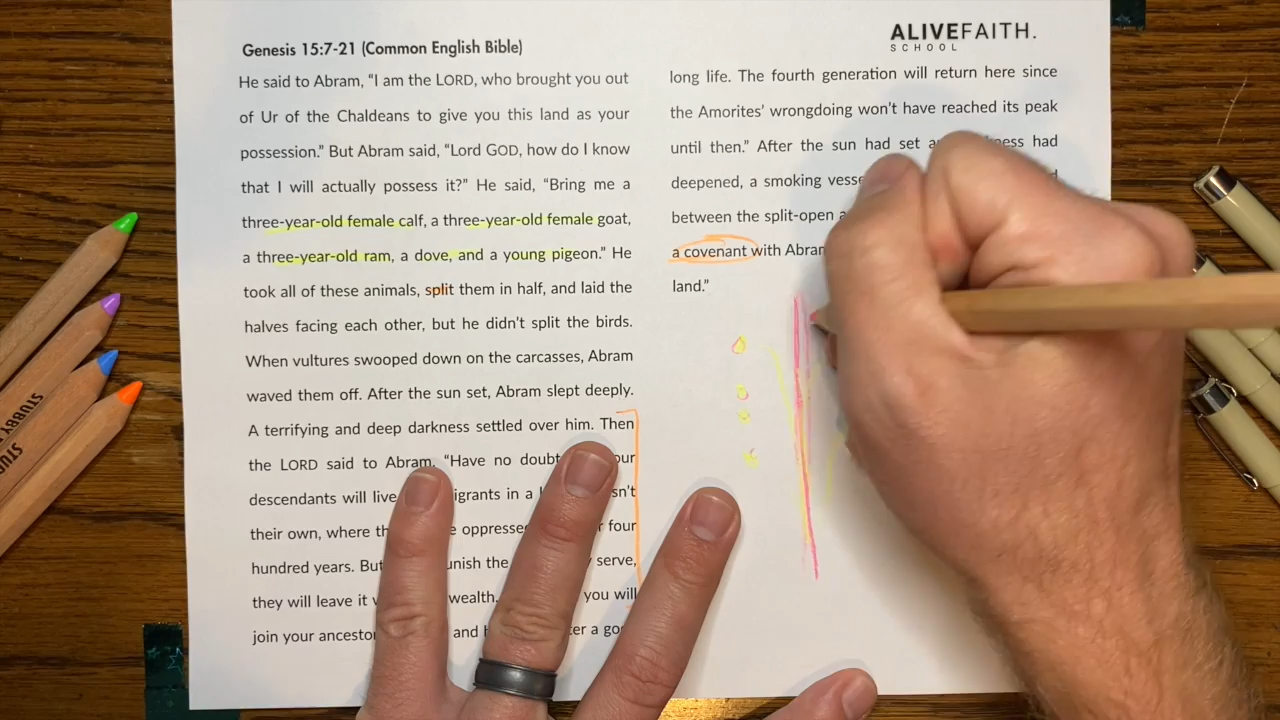 Genesis 15:7-21 (Common English Bible)
He said to Abram, “I am the LORD, who brought you out
of Ur of the Chaldeans to give you this land as your
possession.” But Abram said, “Lord GOD, how do I know
that I will actually possess it?” He said, “Bring me a
three-year-old female calf, a three-year-old female goat,
a three-year-old ram, a dove, and a young pigeon.” He
took all of these animals, split them in half, and laid the
halves facing each other, but he didn’t split the birds.
When vultures swooped down on the carcasses, Abram
waved them off. After the sun set, Abram slept deeply.
A terrifying and deep darkness settled over him. Then
the LORD said to Abram, “Have no doubt
descendants will live in a
their own, where
hundred years. But the serve,
they will leave it wealth. you will
join your and a
ALIVEFAITH.
SCHOOL
long life. The fourth generation will return here since
the Amorites’ wrongdoing won’t have reached its peak
until then.” After the sun had set had
deepened, a smoking
between the split-open
a covenant with Abram
land.”
STUBBY